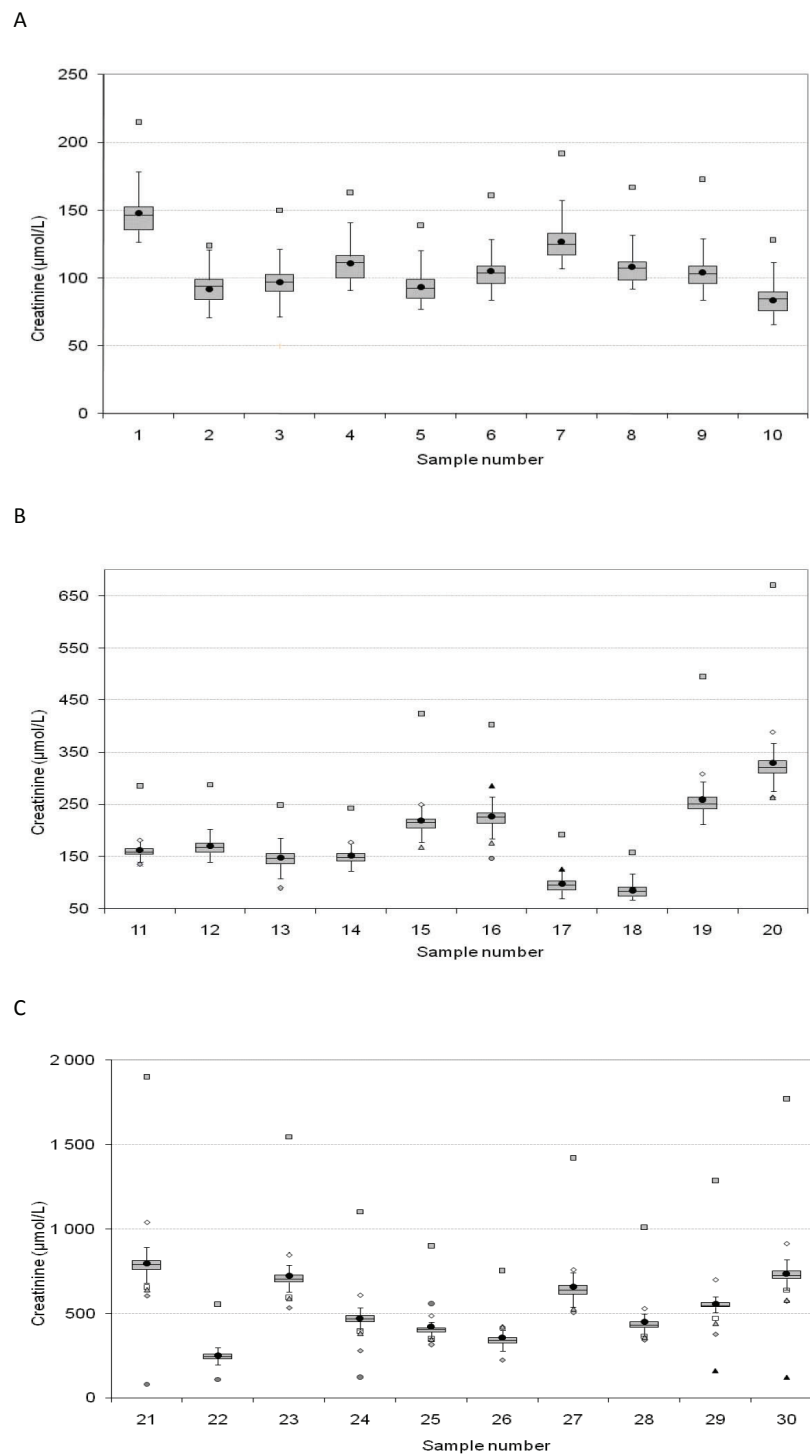 A
250
200
150
100
50
0
Creatinine (µmol/L)
1 2 3 4 5 6 7 8 9 10
Sample number
B
650
550
450
350
250
150
50
Creatinine (µmol/L)
11 12 13 14 15 16 17 18 19 20
Sample number
C
2 000
1 500
1 000
500
0
Creatinine (µmol/L)
21 22 23 24 25 26 27 28 29 30
Sample number